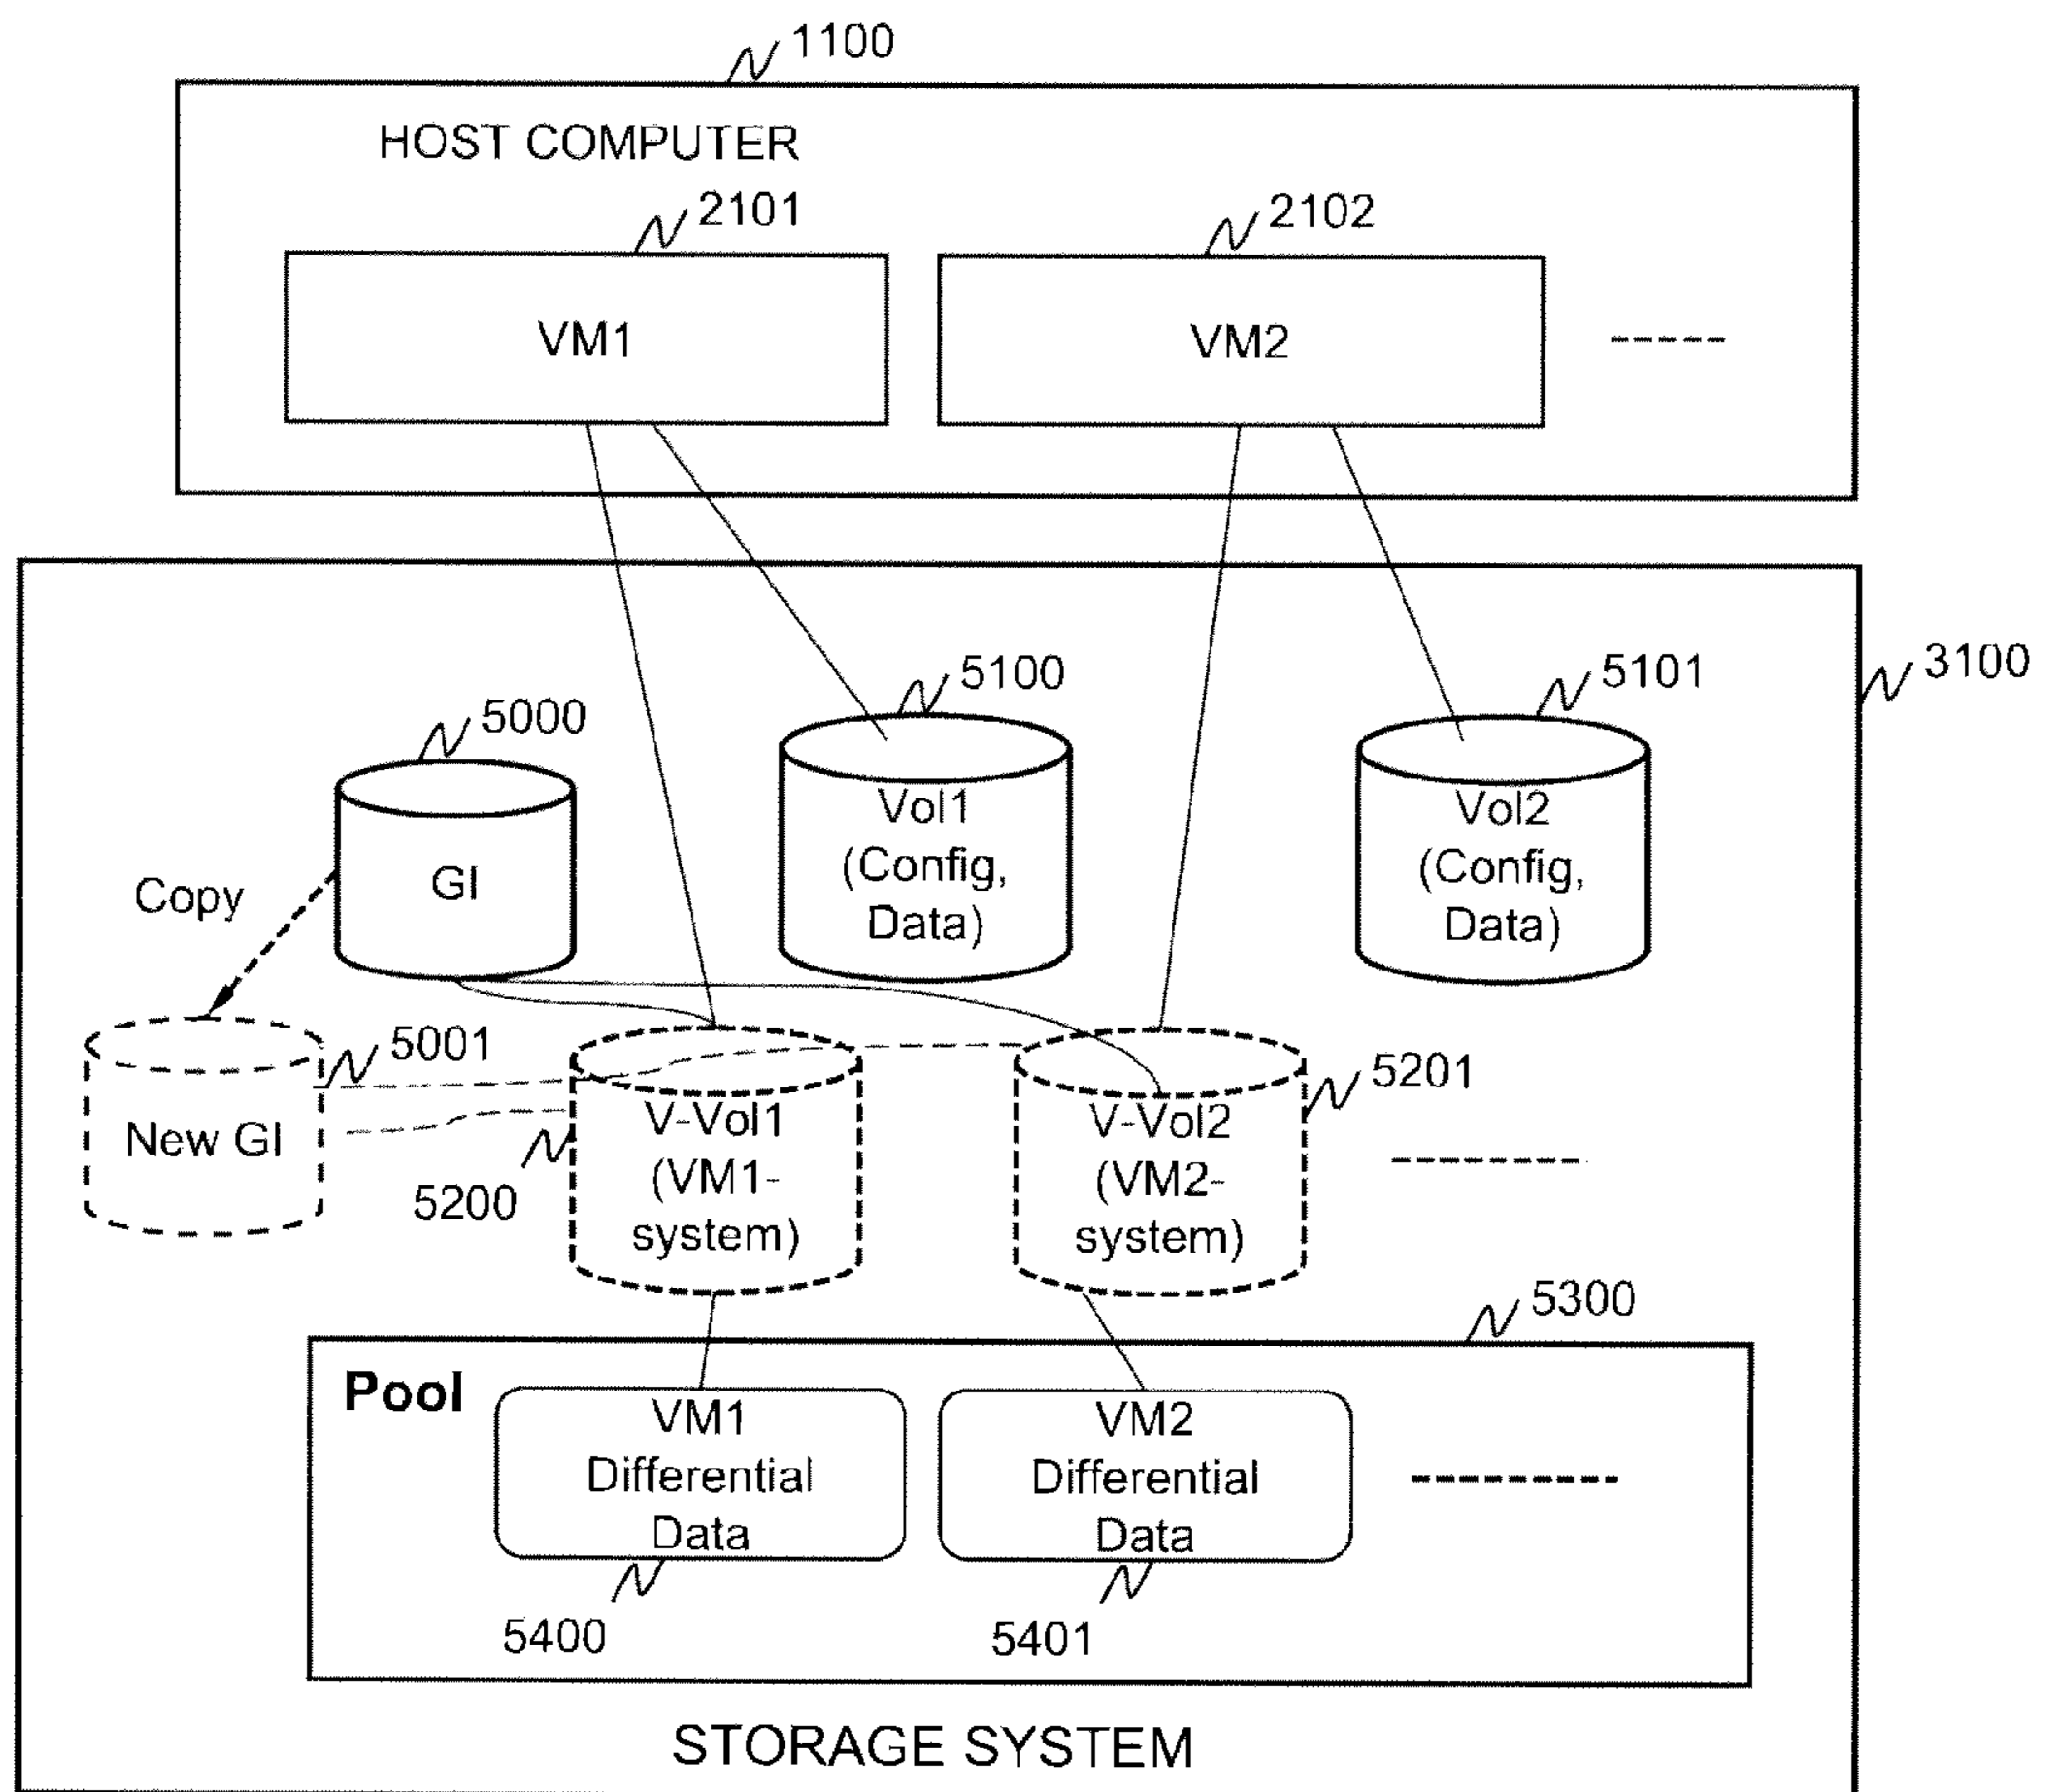 1100
HOST COMPUTER
2101
2102
VM1
VM2
5100
5101
3100
5000
Vol1
(Config,
Data)
Vol2
(Config,
Data)
GI
Copy
5001
5201
New GI
V-Vol1
(VM1-
system)
V-Vol2
(VM2-
system)
5200
5300
Pool
VM1
Differential
Data
VM2
Differential
Data
5400
5401
STORAGE SYSTEM